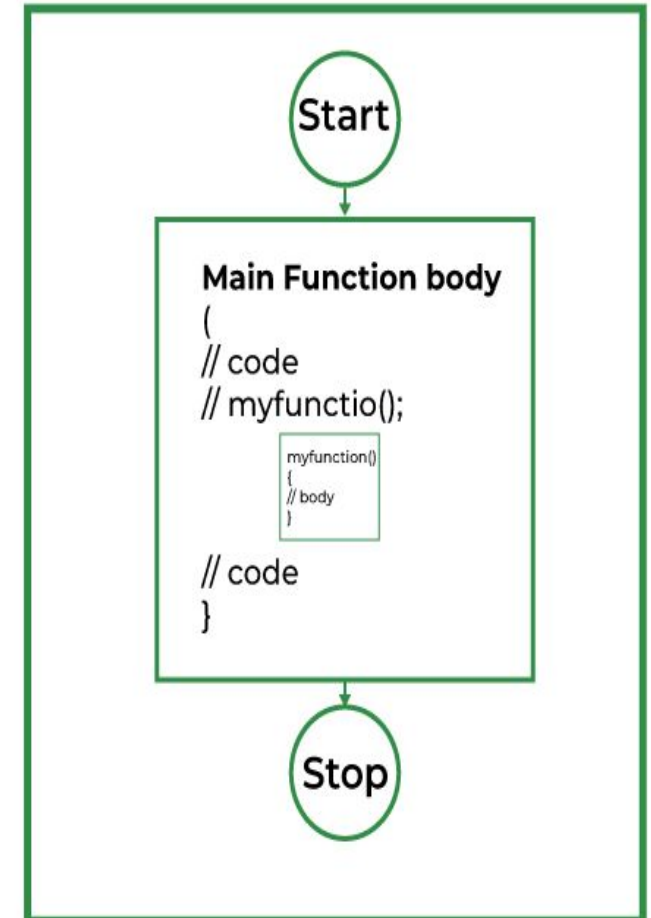 Start
Main Function body
(
// code
// myfunctio();
myfunction()
{
// body
}
// code
}
Stop